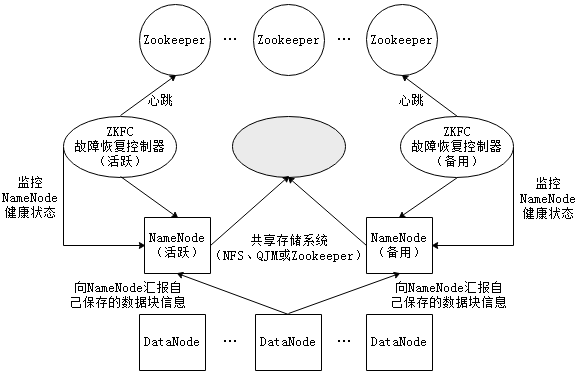 Zookeeper … Zookeeper … Zookeeper
心跳
心跳
ZKFC
故障恢复控制器
（活跃）
ZKFC
故障恢复控制器
（备用）
监控
NameNode
健康状态
监控
NameNode
健康状态
NameNode
（活跃）
共享存储系统
（NFS、QJM或Zookeeper）
NameNode
（备用）
向NameNode汇报自
己保存的数据块信息
向NameNode汇报自
己保存的数据块信息
DataNode … DataNode … DataNode